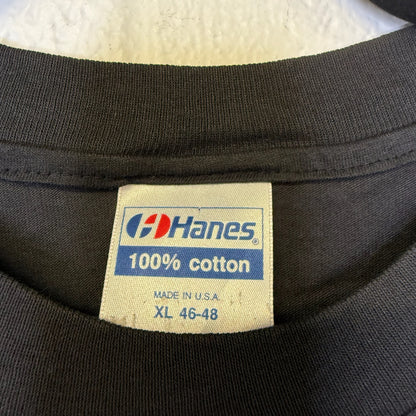 Hanes®
100% cotton
MADE IN U.S.A.
XL 46-48